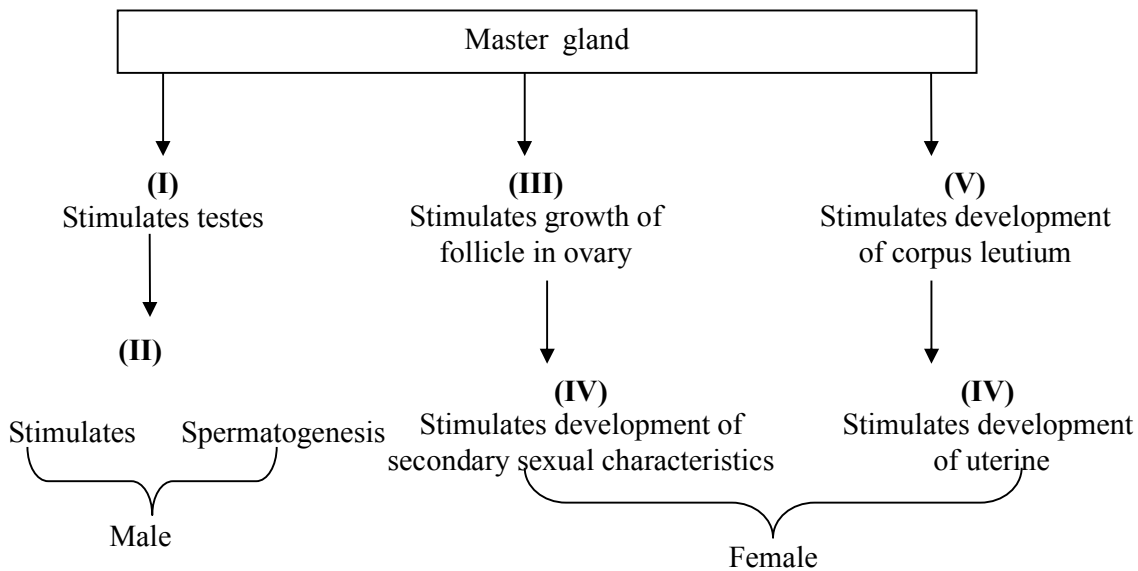 Master gland
(I)
Stimulates testes
(II)
Stimulates Spermatogenesis
Male
(III)
Stimulates growth of
follicle in ovary
(IV)
Stimulates development of
secondary sexual characteristics
(V)
Stimulates development
of corpus leutium
(IV)
Stimulates development
of uterine
Female